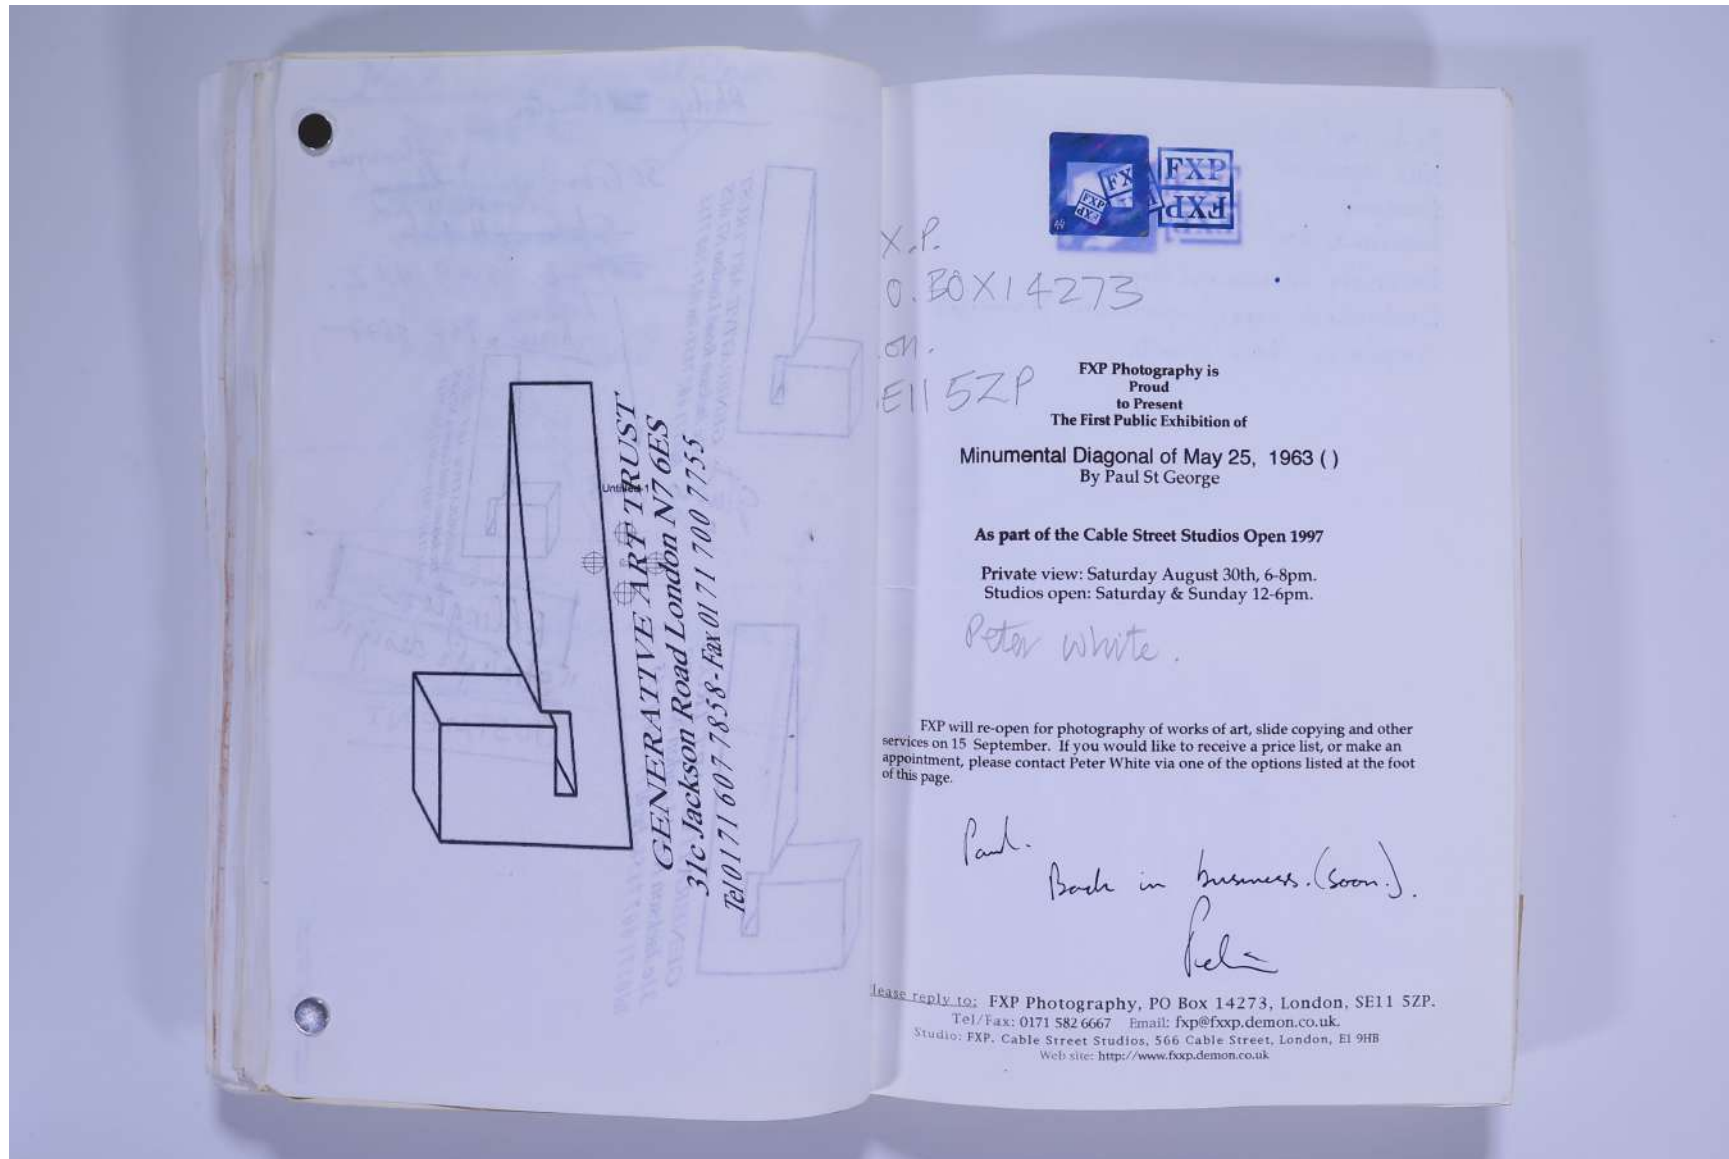 Untitled-1
GENERATIVE ART TRUST
31c Jackson Road London N7 6ES
Tel 0171 607 7858-Fax 0171 700 7755
FXP
FXP
FX
FXP
FXP
X.P.
O. BOX 14273
on.
E11 5ZP
FXP Photography is
Proud
to Present
The First Public Exhibition of
Minumental Diagonal of May 25, 1963 ( )
By Paul St George
As part of the Cable Street Studios Open 1997
Private view: Saturday August 30th, 6-8pm.
Studios open: Saturday & Sunday 12-6pm.
Peter White.
FXP will re-open for photography of works of art, slide copying and other
services on 15 September. If you would like to receive a price list, or make an
appointment, please contact Peter White via one of the options listed at the foot
of this page.
Paul.
Back in business. (soon.).
lease reply to: FXP Photography, PO Box 14273, London, SE11 5ZP.
Tel/Fax: 0171 582 6667 Email: fxp@fxxp.demon.co.uk.
Studio: FXP, Cable Street Studios, 566 Cable Street, London, E1 9HB
Web site: http://www.fxxp.demon.co.uk